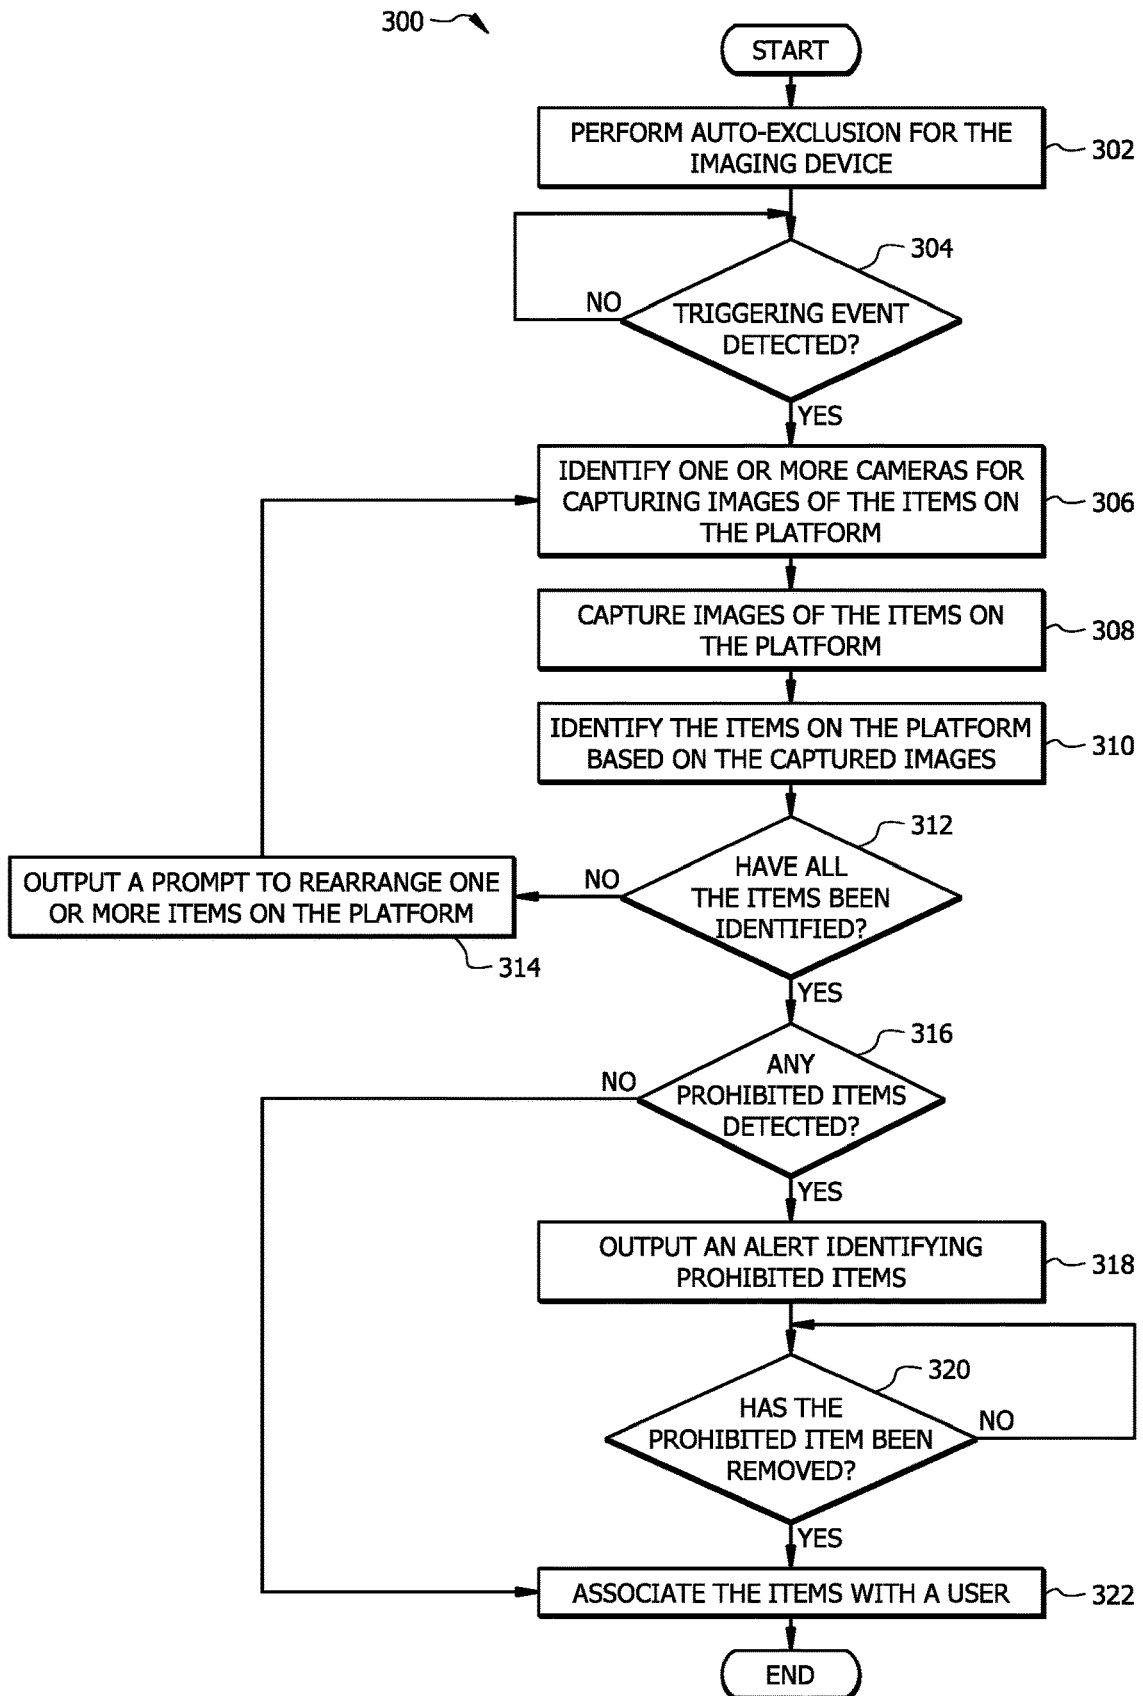 300
START
PERFORM AUTO-EXCLUSION FOR THE
IMAGING DEVICE
302
304
TRIGGERING EVENT
DETECTED?
NO
YES
IDENTIFY ONE OR MORE CAMERAS FOR
CAPTURING IMAGES OF THE ITEMS ON
THE PLATFORM
306
CAPTURE IMAGES OF THE ITEMS ON
THE PLATFORM
308
IDENTIFY THE ITEMS ON THE PLATFORM
BASED ON THE CAPTURED IMAGES
310
312
HAVE ALL
THE ITEMS BEEN
IDENTIFIED?
NO
OUTPUT A PROMPT TO REARRANGE ONE
OR MORE ITEMS ON THE PLATFORM
314
YES
316
ANY
PROHIBITED ITEMS
DETECTED?
NO
YES
OUTPUT AN ALERT IDENTIFYING
PROHIBITED ITEMS
318
320
HAS THE
PROHIBITED ITEM BEEN
REMOVED?
NO
YES
ASSOCIATE THE ITEMS WITH A USER
322
END